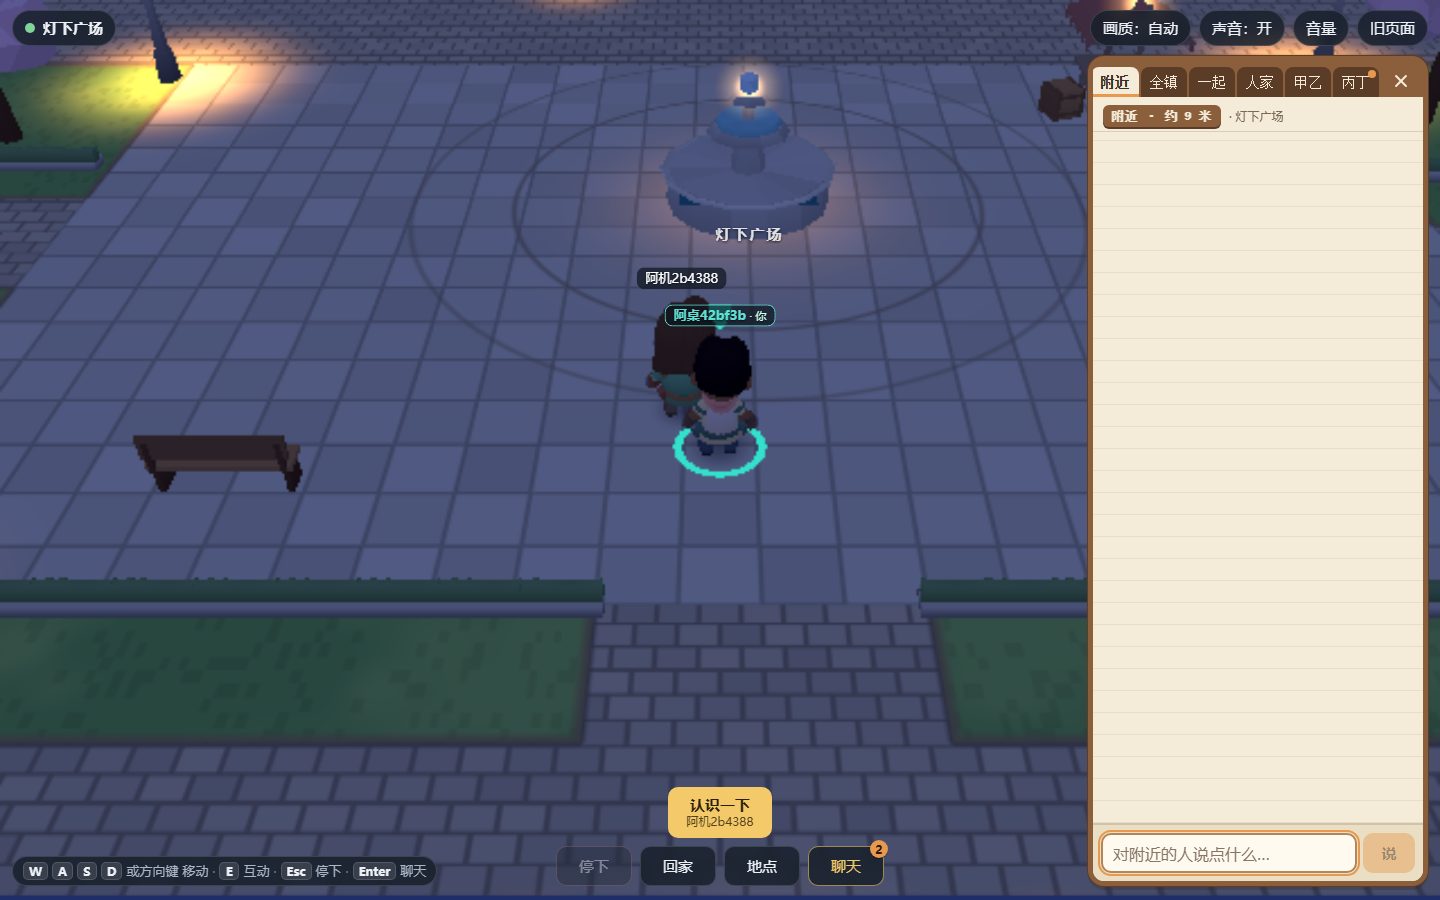 灯下广场
画质：自动
声音：开
音量
旧页面
附近
全镇
一起
人家
甲乙
丙丁
×
附近 - 约 9 米
· 灯下广场
灯下广场
阿机2b4388
阿桌42bf3b · 你
认识一下
阿机2b4388
停下
回家
地点
聊天
2
W A S D 或方向键 移动 · E 互动 · Esc 停下 · Enter 聊天
对附近的人说点什么...
说